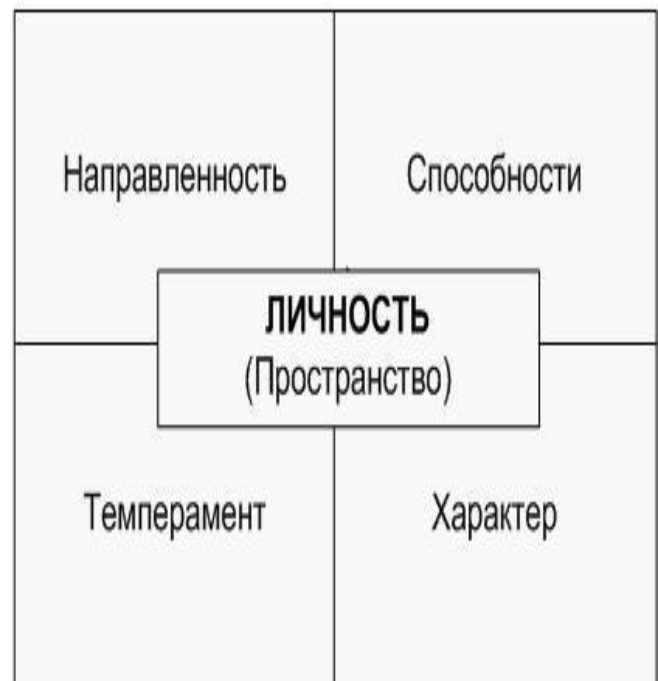 Направленность
Способности
ЛИЧНОСТЬ
(Пространство)
Темперамент
Характер